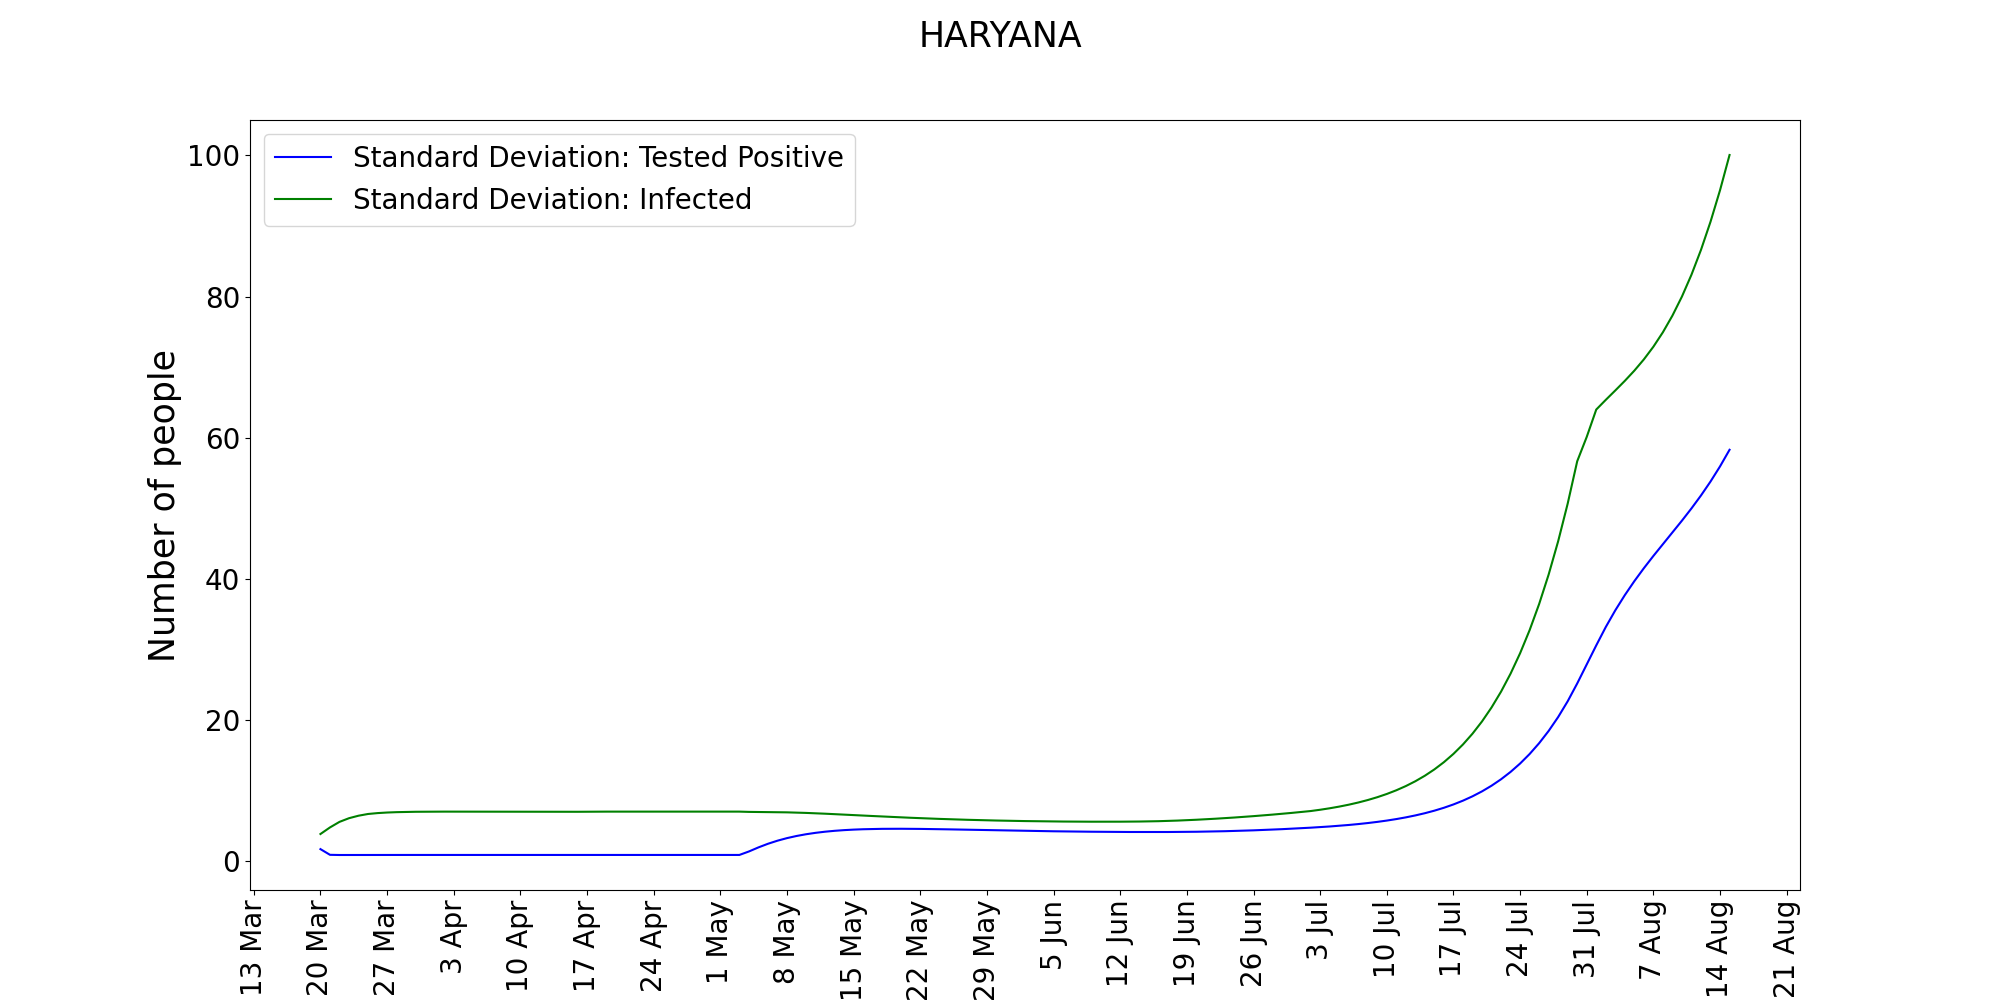 HARYANA
Standard Deviation: Tested Positive
Standard Deviation: Infected
Number of people
100
80
60
40
20
0
13 Mar
20 Mar
27 Mar
3 Apr
10 Apr
17 Apr
24 Apr
1 May
8 May
15 May
22 May
29 May
5 Jun
12 Jun
19 Jun
26 Jun
3 Jul
10 Jul
17 Jul
24 Jul
31 Jul
7 Aug
14 Aug
21 Aug